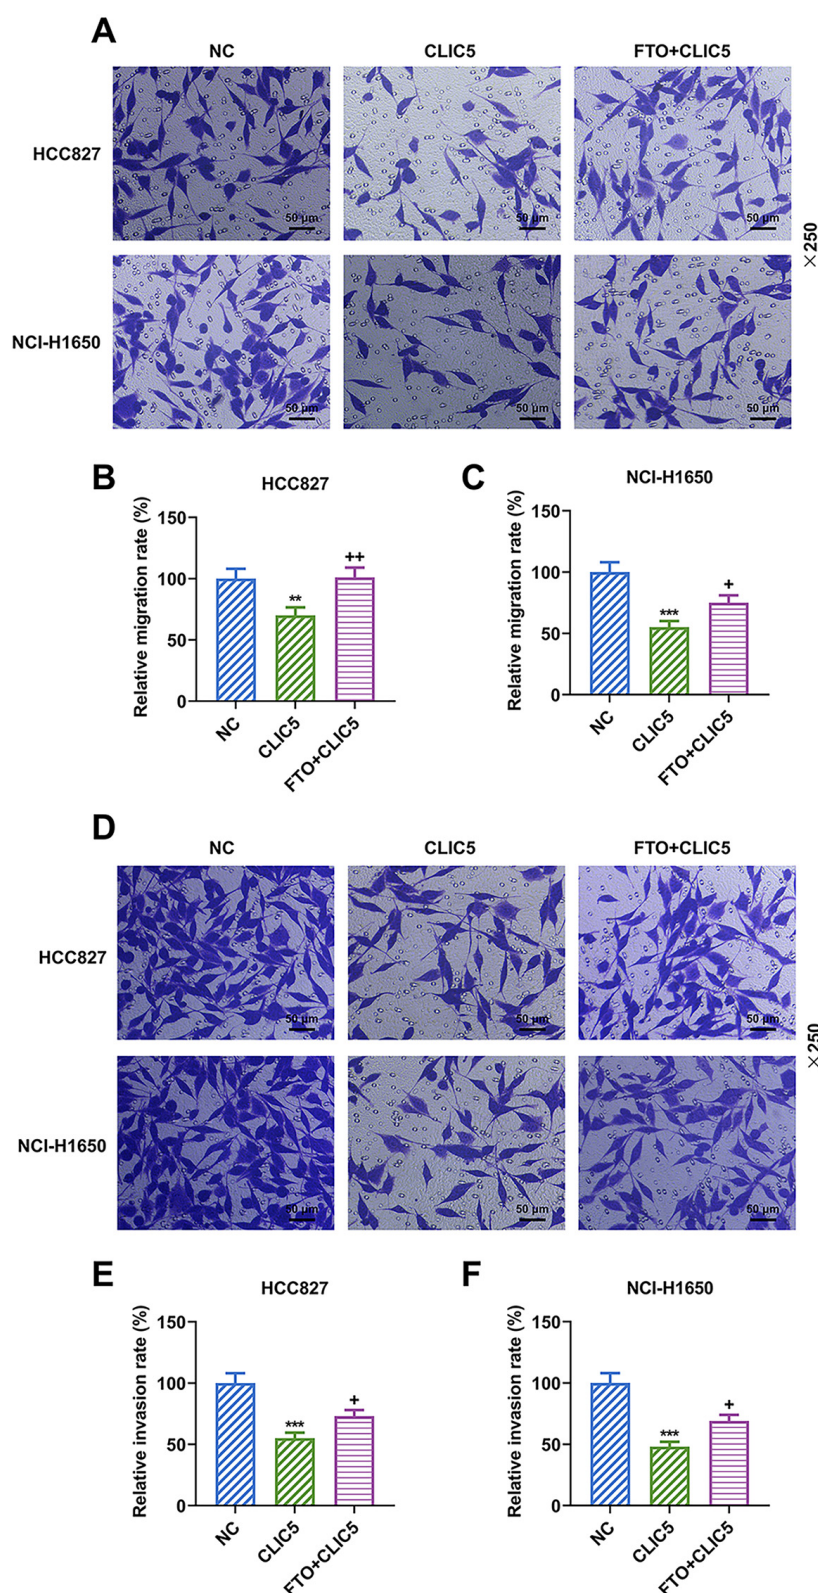 A
NC CLIC5 FTO+CLIC5
HCC827
50 μm 50 μm 50 μm
×250
NCI-H1650
50 μm 50 μm 50 μm
B
HCC827
Relative migration rate (%)
150
100
50
0
**
++
NC CLIC5 FTO+CLIC5
C
NCI-H1650
Relative migration rate (%)
150
100
50
0
***
+
NC CLIC5 FTO+CLIC5
D
NC CLIC5 FTO+CLIC5
HCC827
50 μm 50 μm 50 μm
×250
NCI-H1650
50 μm 50 μm 50 μm
E
HCC827
Relative invasion rate (%)
150
100
50
0
***
+
NC CLIC5 FTO+CLIC5
F
NCI-H1650
Relative invasion rate (%)
150
100
50
0
***
+
NC CLIC5 FTO+CLIC5